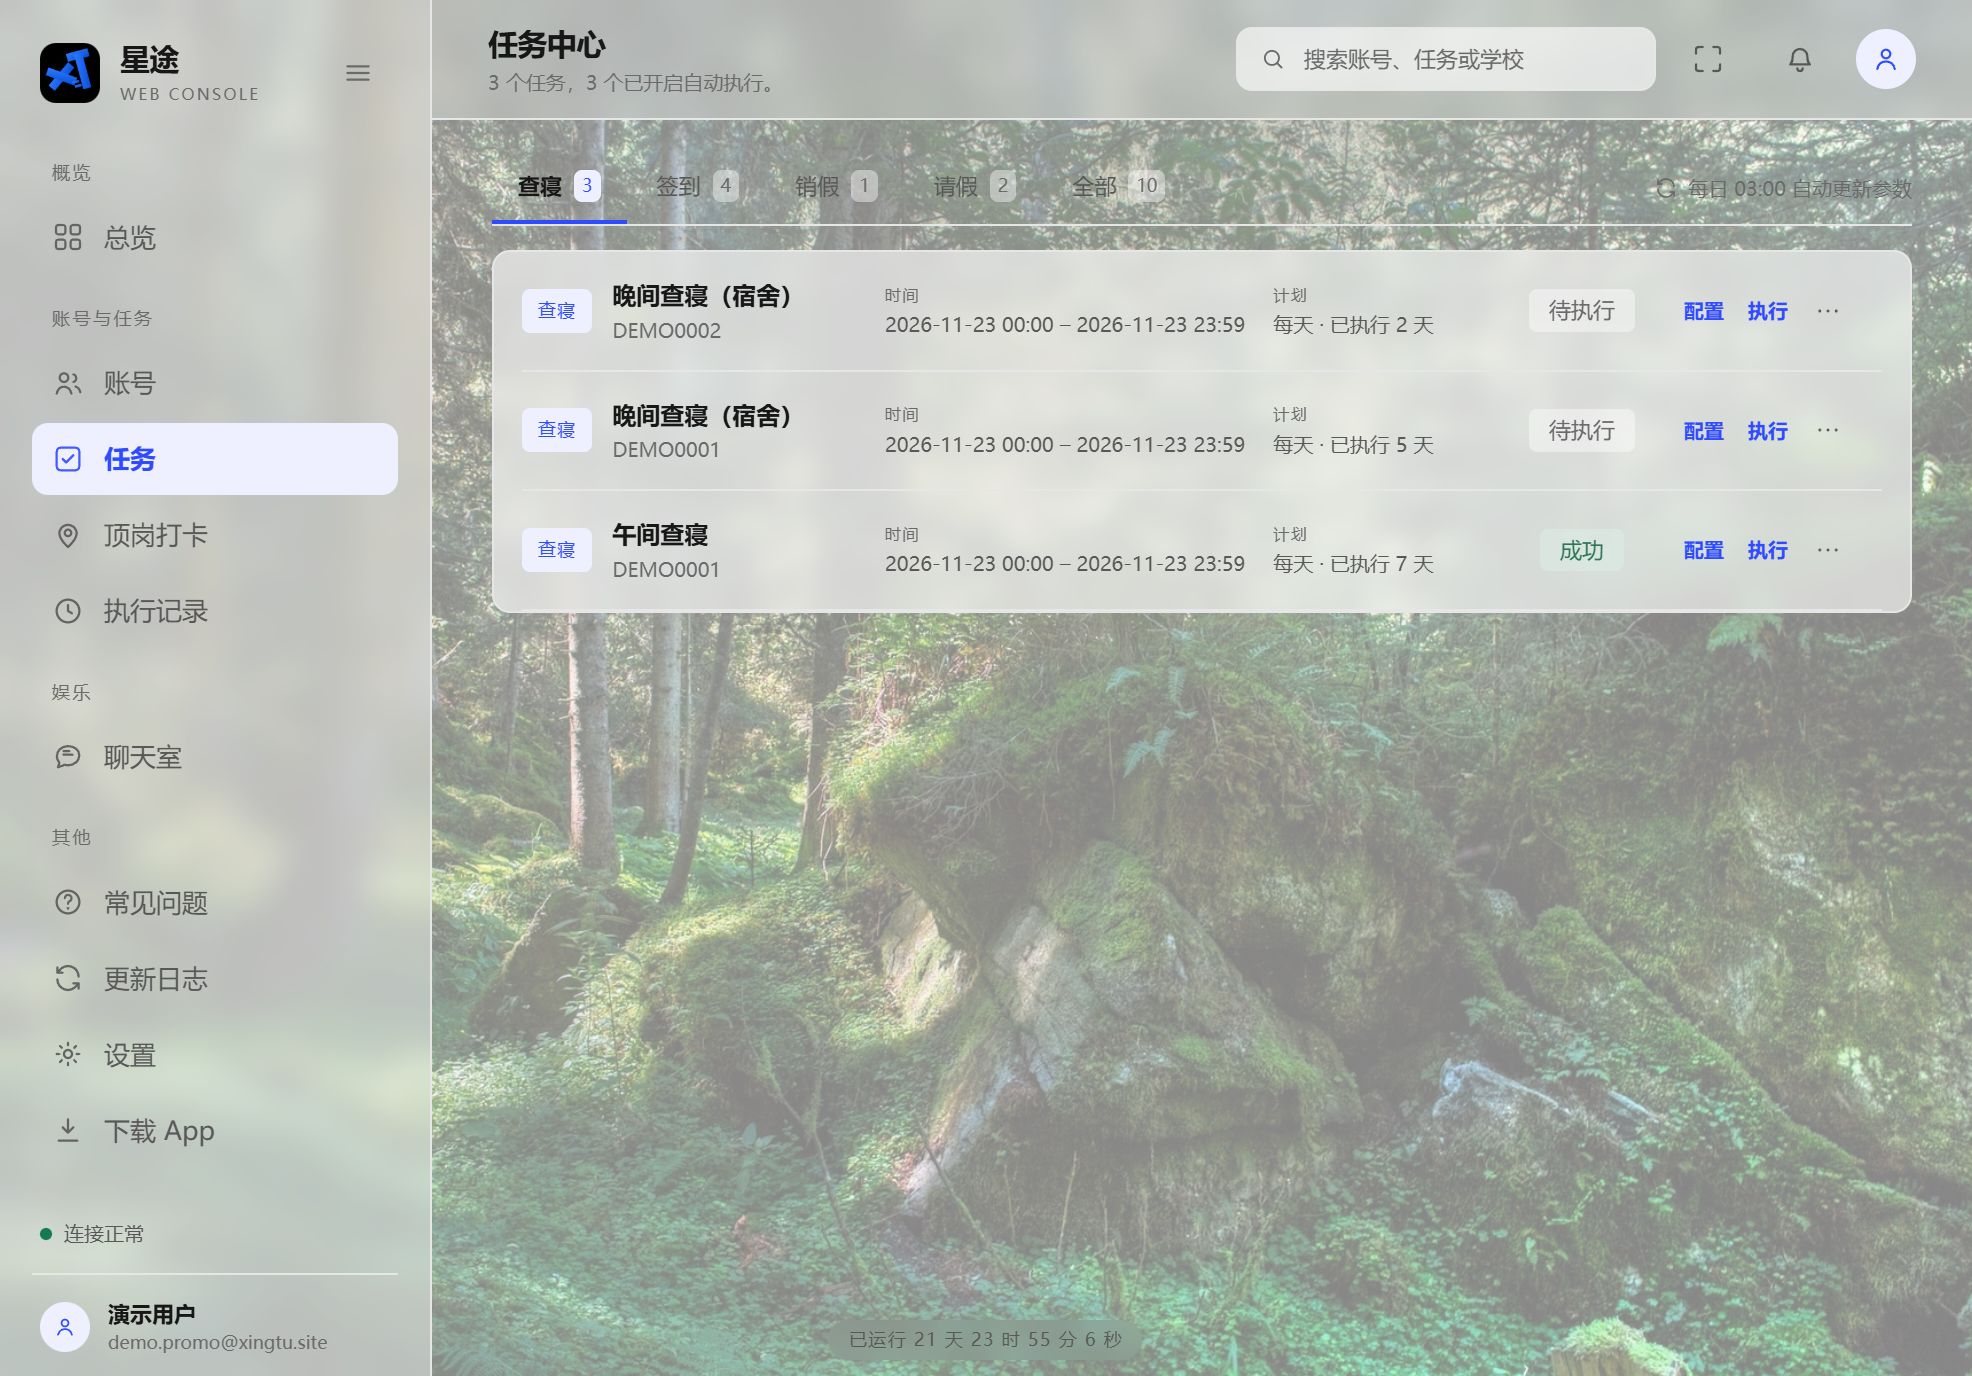 星途
WEB CONSOLE
概览
总览
账号与任务
账号
任务
顶岗打卡
执行记录
娱乐
聊天室
其他
常见问题
更新日志
设置
下载 App
连接正常
演示用户
demo.promo@xingtu.site
任务中心
3 个任务，3 个已开启自动执行。
搜索账号、任务或学校
查寝 3 签到 4 销假 1 请假 2 全部 10
每日 03:00 自动更新参数
查寝
晚间查寝（宿舍）
DEMO0002
时间
2026-11-23 00:00 – 2026-11-23 23:59
计划
每天 · 已执行 2 天
待执行
配置 执行 ···
查寝
晚间查寝（宿舍）
DEMO0001
时间
2026-11-23 00:00 – 2026-11-23 23:59
计划
每天 · 已执行 5 天
待执行
配置 执行 ···
查寝
午间查寝
DEMO0001
时间
2026-11-23 00:00 – 2026-11-23 23:59
计划
每天 · 已执行 7 天
成功
配置 执行 ···
已运行 21 天 23 时 55 分 6 秒